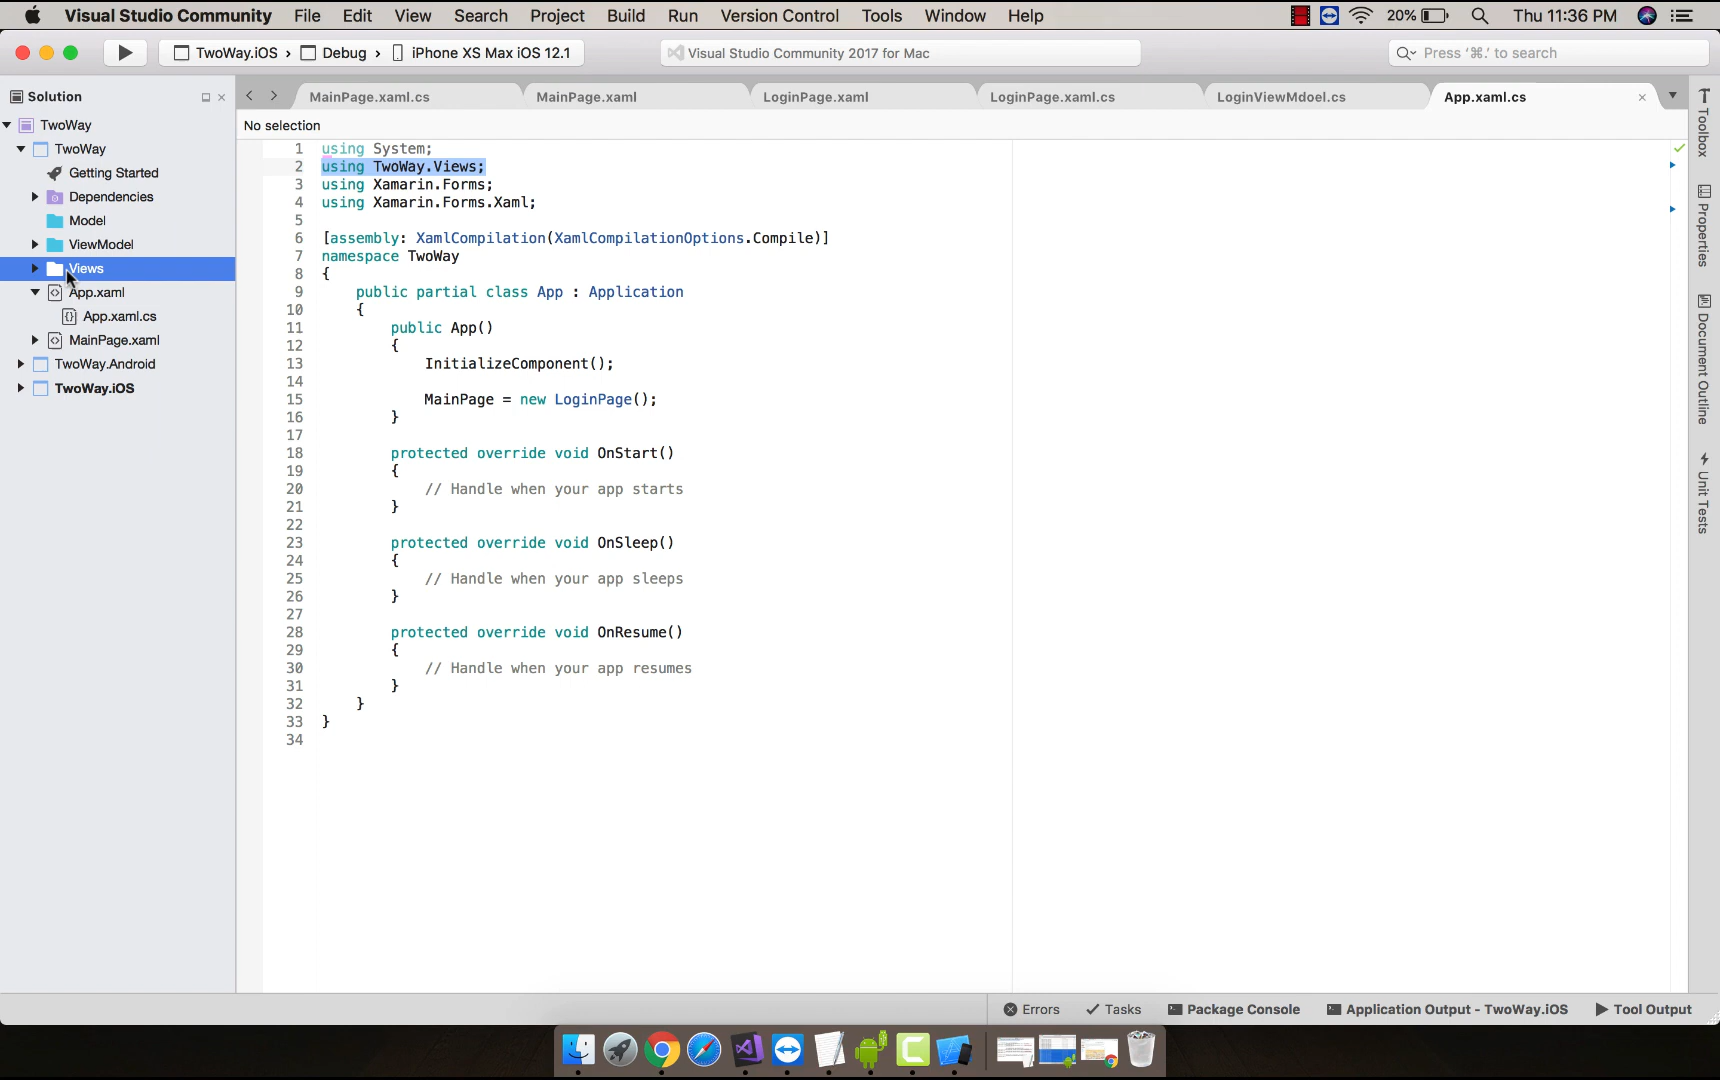 Visual Studio Community File Edit View Search Project Build Run Version Control Tools Window Help 20% Thu 11:36 PM
TwoWay.iOS › Debug › iPhone XS Max iOS 12.1 Visual Studio Community 2017 for Mac Press ‘⌘.’ to search
Solution
MainPage.xaml.cs MainPage.xaml LoginPage.xaml LoginPage.xaml.cs LoginViewMdoel.cs App.xaml.cs
No selection
TwoWay
TwoWay
Getting Started
Dependencies
Model
ViewModel
Views
App.xaml
App.xaml.cs
MainPage.xaml
TwoWay.Android
TwoWay.iOS
1 using System;
2 using TwoWay.Views;
3 using Xamarin.Forms;
4 using Xamarin.Forms.Xaml;
5
6 [assembly: XamlCompilation(XamlCompilationOptions.Compile)]
7 namespace TwoWay
8 {
9 public partial class App : Application
10 {
11 public App()
12 {
13 InitializeComponent();
14
15 MainPage = new LoginPage();
16 }
17
18 protected override void OnStart()
19 {
20 // Handle when your app starts
21 }
22
23 protected override void OnSleep()
24 {
25 // Handle when your app sleeps
26 }
27
28 protected override void OnResume()
29 {
30 // Handle when your app resumes
31 }
32 }
33 }
34
Toolbox
Properties
Document Outline
Unit Tests
Errors Tasks Package Console Application Output - TwoWay.iOS Tool Output